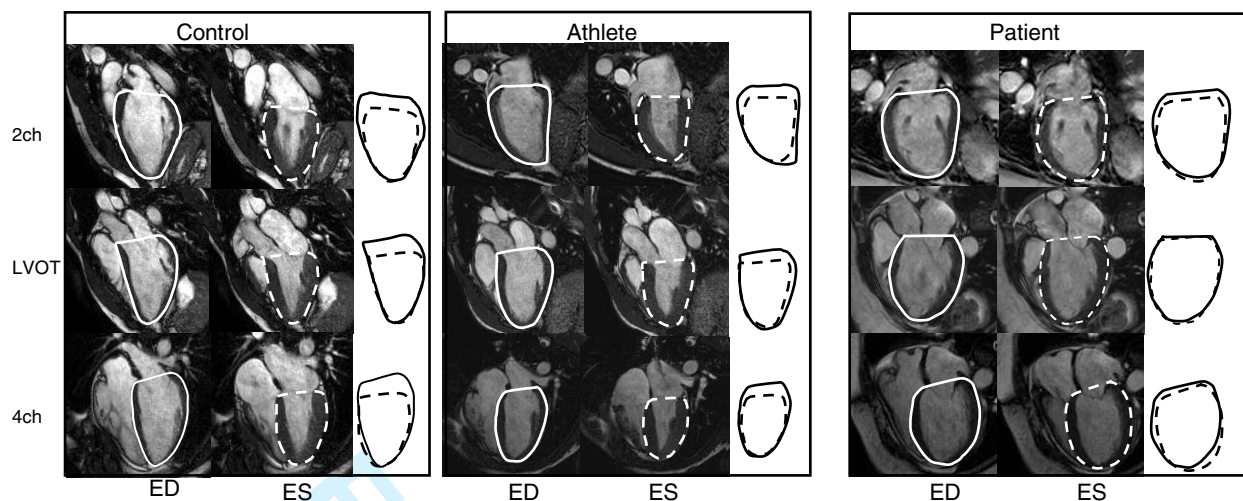 Control
Athlete
Patient
2ch
LVOT
4ch
ED
ES
ED
ES
ED
ES